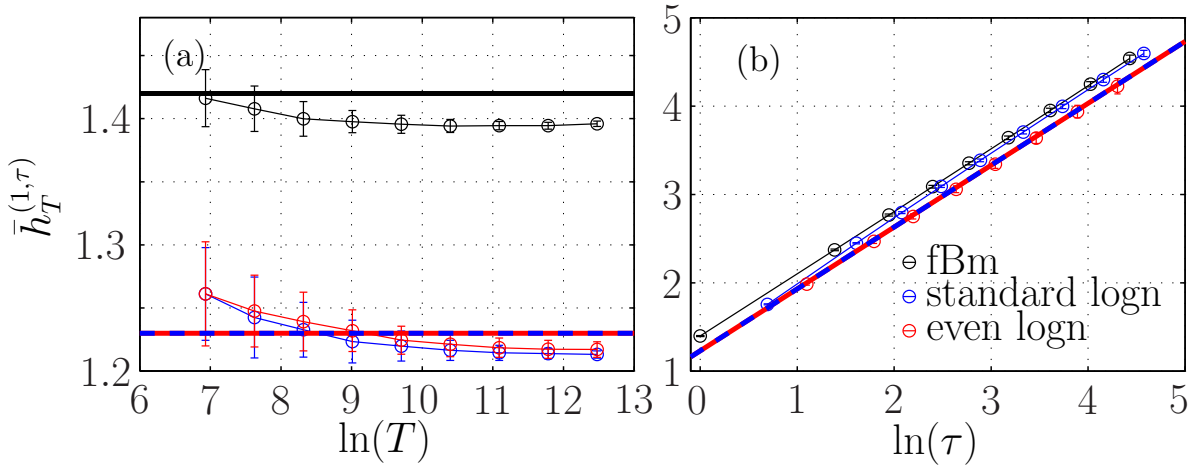 (a)
1.4
1.3
1.2
6 7 8 9 10 11 12 13
ln(T)
h̄_T^{(1,τ)}
(b)
5
4
3
2
1
0 1 2 3 4 5
ln(τ)
fBm
standard logn
even logn